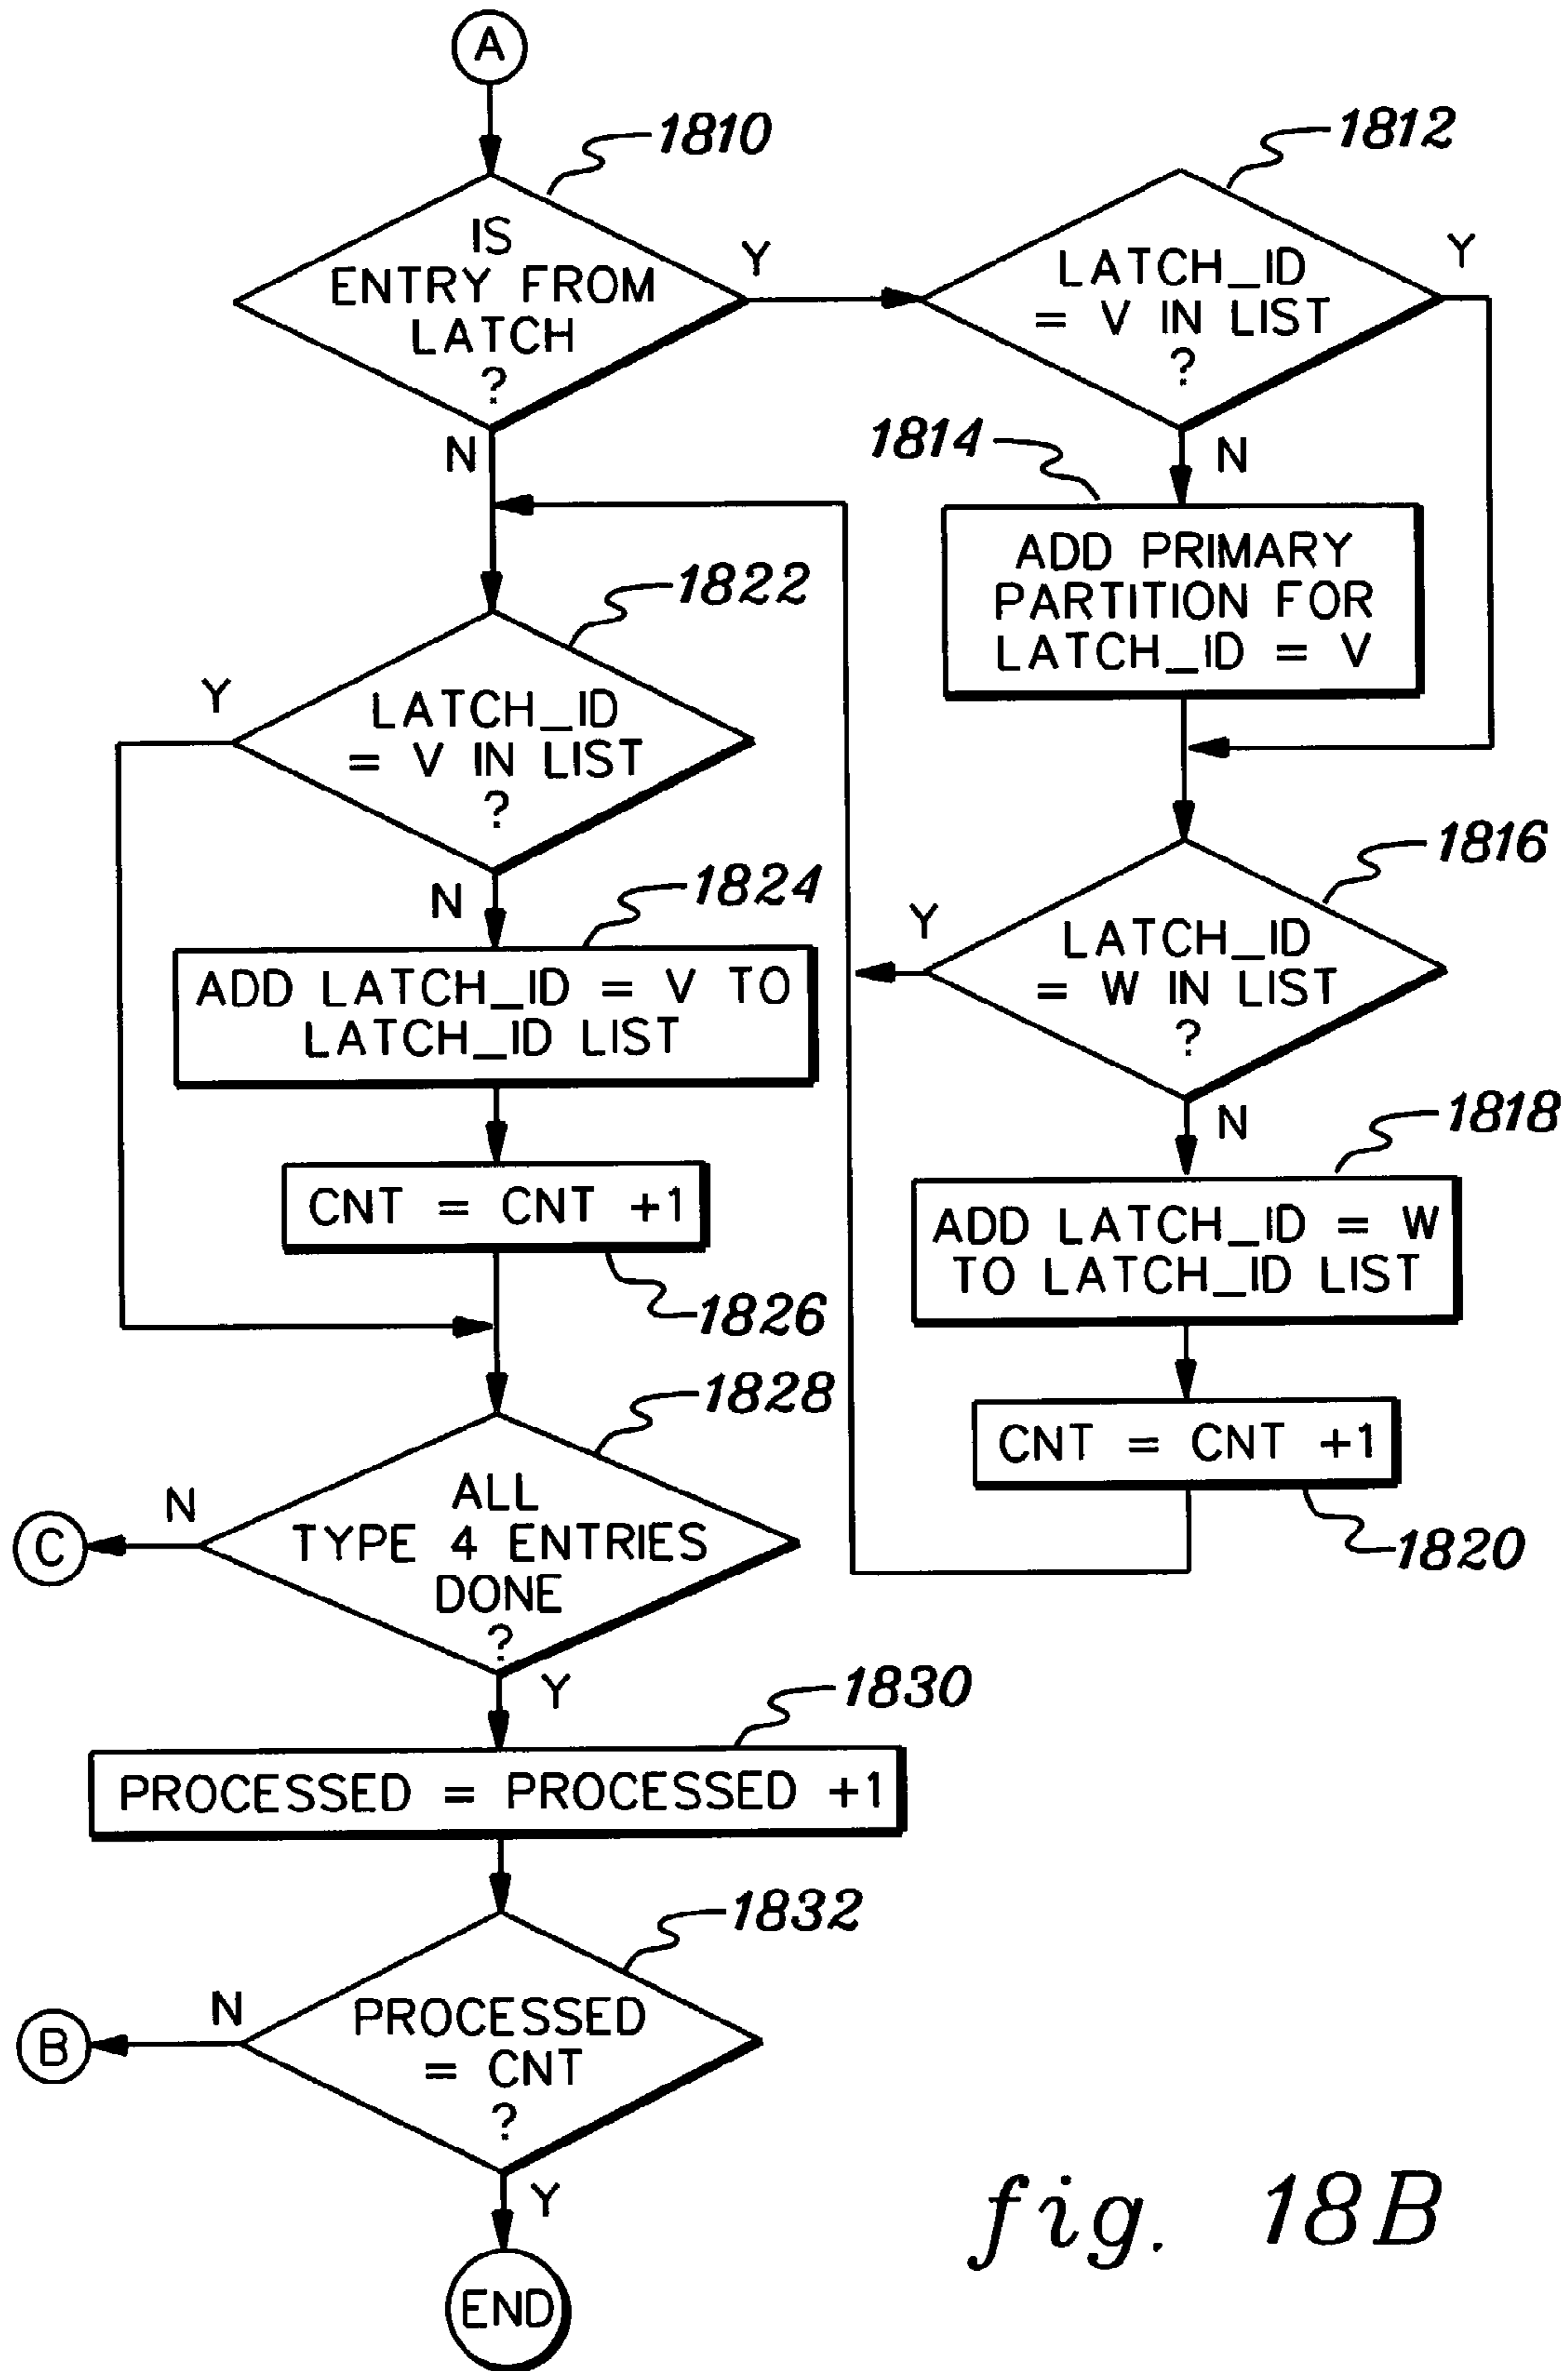 A
1810
IS
ENTRY FROM
LATCH
?
Y
N
1812
LATCH_ID
= V IN LIST
?
Y
N
1814
ADD PRIMARY
PARTITION FOR
LATCH_ID = V
1816
LATCH_ID
= W IN LIST
?
Y
N
1818
ADD LATCH_ID = W
TO LATCH_ID LIST
CNT = CNT +1
1820
1822
LATCH_ID
= V IN LIST
?
Y
N
1824
ADD LATCH_ID = V TO
LATCH_ID LIST
CNT = CNT +1
1826
1828
ALL
TYPE 4 ENTRIES
DONE
?
N
C
Y
1830
PROCESSED = PROCESSED +1
1832
PROCESSED
= CNT
?
N
B
Y
END
fig. 18B